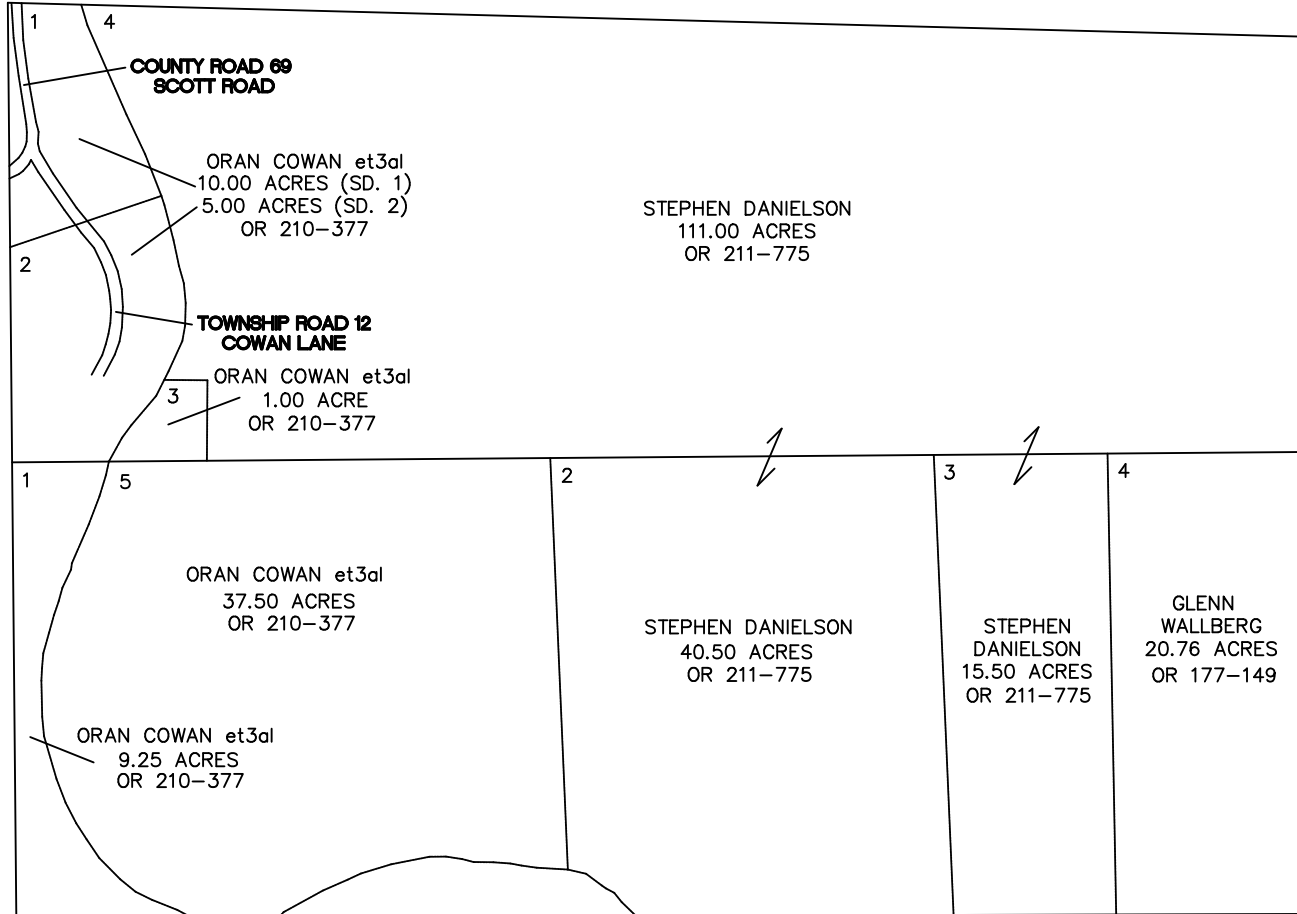 1
4
COUNTY ROAD 69
SCOTT ROAD
ORAN COWAN et3al
10.00 ACRES (SD. 1)
5.00 ACRES (SD. 2)
OR 210-377
STEPHEN DANIELSON
111.00 ACRES
OR 211-775
2
TOWNSHIP ROAD 12
COWAN LANE
3
ORAN COWAN et3al
1.00 ACRE
OR 210-377
1
5
2
3
4
ORAN COWAN et3al
37.50 ACRES
OR 210-377
STEPHEN DANIELSON
40.50 ACRES
OR 211-775
STEPHEN
DANIELSON
15.50 ACRES
OR 211-775
GLENN
WALLBERG
20.76 ACRES
OR 177-149
ORAN COWAN et3al
9.25 ACRES
OR 210-377